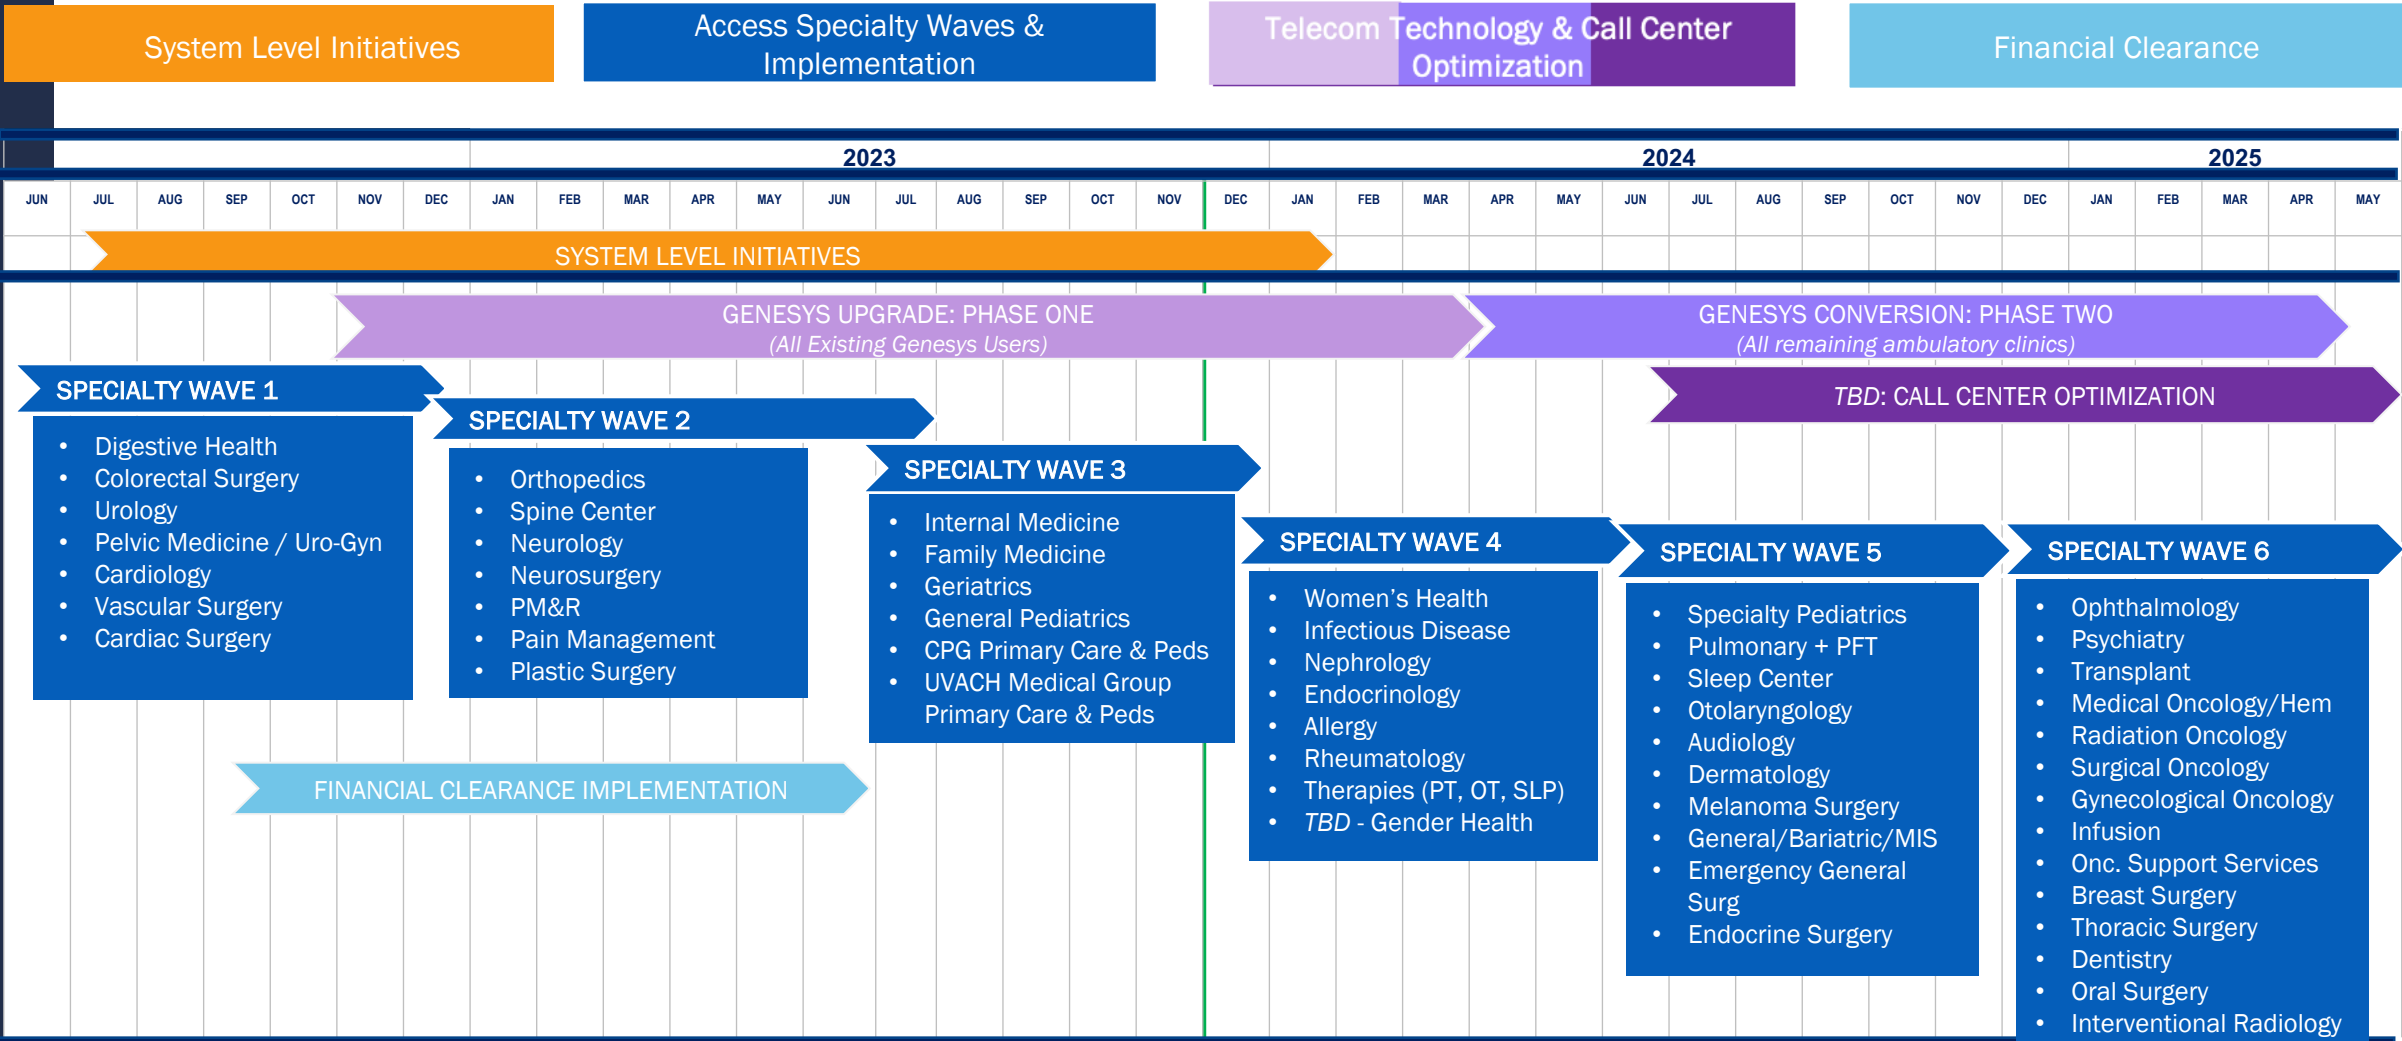 System Level Initiatives
Access Specialty Waves &
Implementation
Telecom Technology & Call Center
Optimization
Financial Clearance
2023
2024
2025
JUN JUL AUG SEP OCT NOV DEC JAN FEB MAR APR MAY JUN JUL AUG SEP OCT NOV DEC JAN FEB MAR APR MAY JUN JUL AUG SEP OCT NOV DEC JAN FEB MAR APR MAY
SYSTEM LEVEL INITIATIVES
GENESYS UPGRADE: PHASE ONE
(All Existing Genesys Users)
GENESYS CONVERSION: PHASE TWO
(All remaining ambulatory clinics)
TBD: CALL CENTER OPTIMIZATION
SPECIALTY WAVE 1
• Digestive Health
• Colorectal Surgery
• Urology
• Pelvic Medicine / Uro-Gyn
• Cardiology
• Vascular Surgery
• Cardiac Surgery
SPECIALTY WAVE 2
• Orthopedics
• Spine Center
• Neurology
• Neurosurgery
• PM&R
• Pain Management
• Plastic Surgery
SPECIALTY WAVE 3
• Internal Medicine
• Family Medicine
• Geriatrics
• General Pediatrics
• CPG Primary Care & Peds
• UVACH Medical Group
Primary Care & Peds
SPECIALTY WAVE 4
• Women’s Health
• Infectious Disease
• Nephrology
• Endocrinology
• Allergy
• Rheumatology
• Therapies (PT, OT, SLP)
• TBD - Gender Health
SPECIALTY WAVE 5
• Specialty Pediatrics
• Pulmonary + PFT
• Sleep Center
• Otolaryngology
• Audiology
• Dermatology
• Melanoma Surgery
• General/Bariatric/MIS
• Emergency General
Surg
• Endocrine Surgery
SPECIALTY WAVE 6
• Ophthalmology
• Psychiatry
• Transplant
• Medical Oncology/Hem
• Radiation Oncology
• Surgical Oncology
• Gynecological Oncology
• Infusion
• Onc. Support Services
• Breast Surgery
• Thoracic Surgery
• Dentistry
• Oral Surgery
• Interventional Radiology
FINANCIAL CLEARANCE IMPLEMENTATION